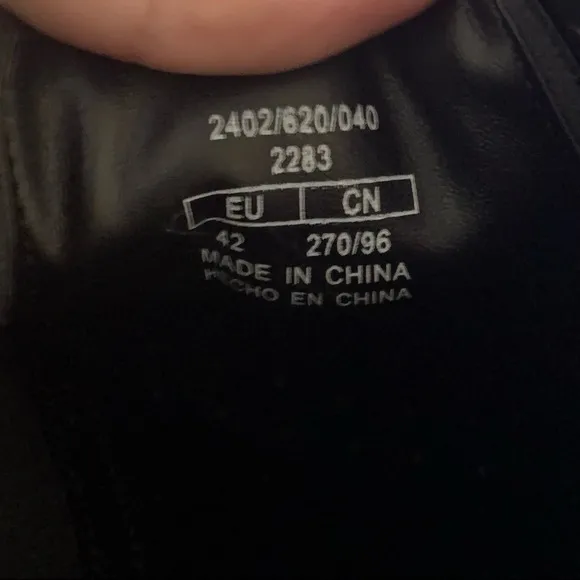 2402/620/040
2283
EU CN
42 270/96
MADE IN CHINA
HECHO EN CHINA